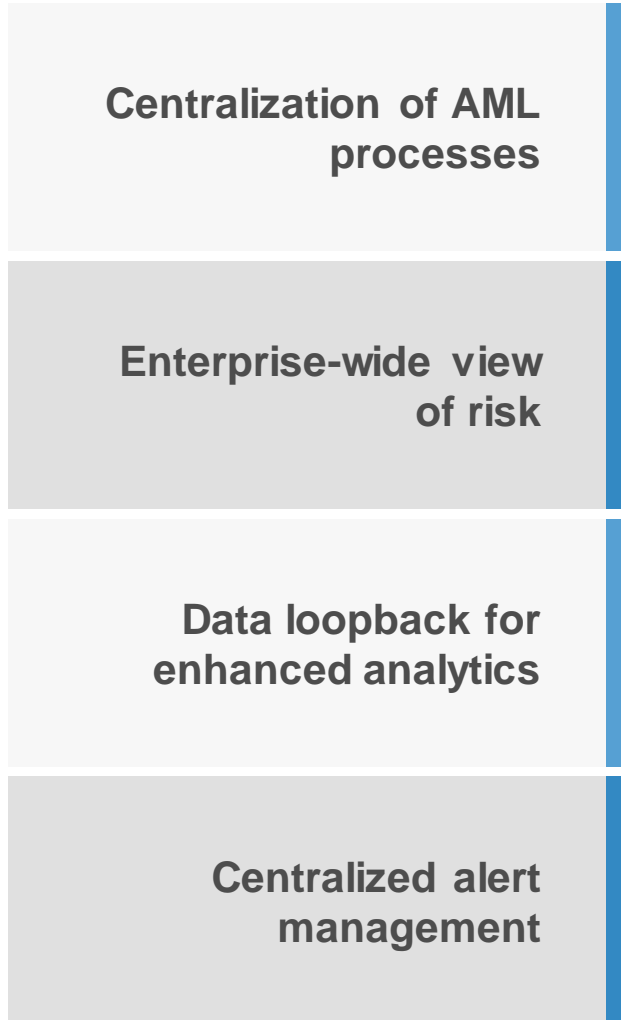 Centralization of AML
processes
Enterprise-wide view
of risk
Data loopback for
enhanced analytics
Centralized alert
management